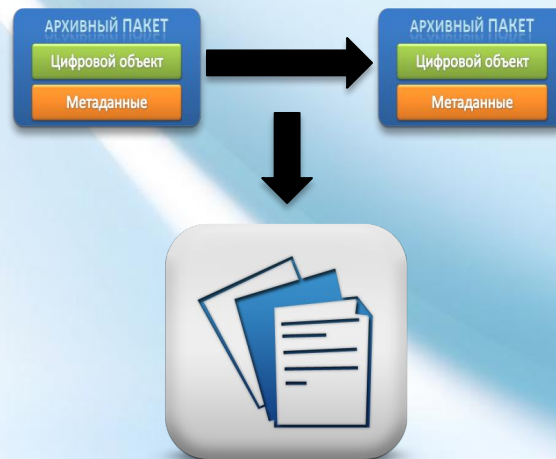 АРХИВНЫЙ ПАКЕТ
Цифровой объект
Метаданные
АРХИВНЫЙ ПАКЕТ
Цифровой объект
Метаданные